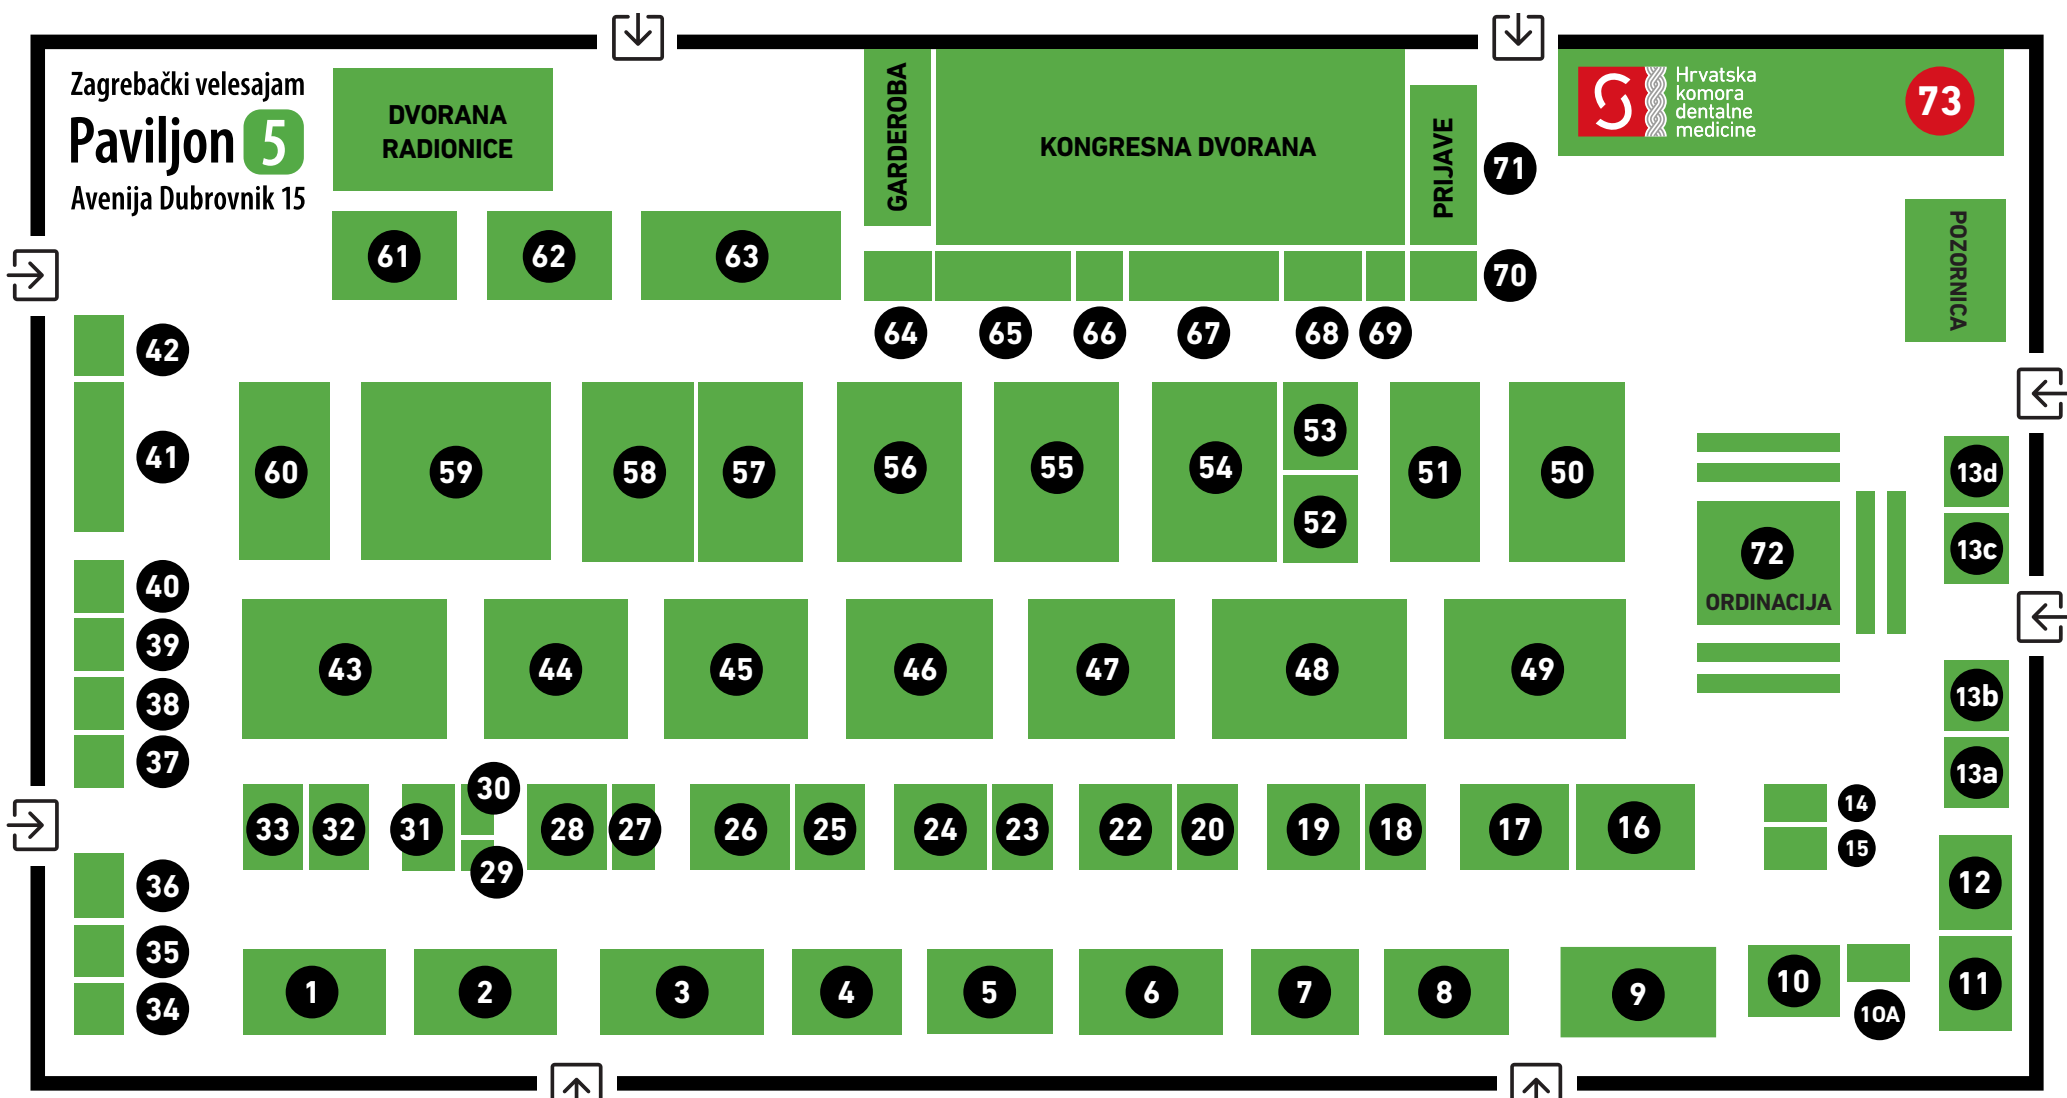 Zagrebački velesajam
Paviljon 5
Avenija Dubrovnik 15
DVORANA
RADIONICE
GARDEROBA
KONGRESNA DVORANA
PRIJAVE
71
Hrvatska
komora
dentalne
medicine
73
POZORNICA
61 62 63
70
64 65 66 67 68 69
42
41
60 59 58 57 56 55 54 53 52 51 50
13d
13c
72
ORDINACIJA
40
39
38
37
43 44 45 46 47 48 49
13b
13a
33 32 31 30 29 28 27 26 25 24 23 22 20 19 18 17 16
14
15
12
36
35
34
1 2 3 4 5 6 7 8 9 10 10A 11